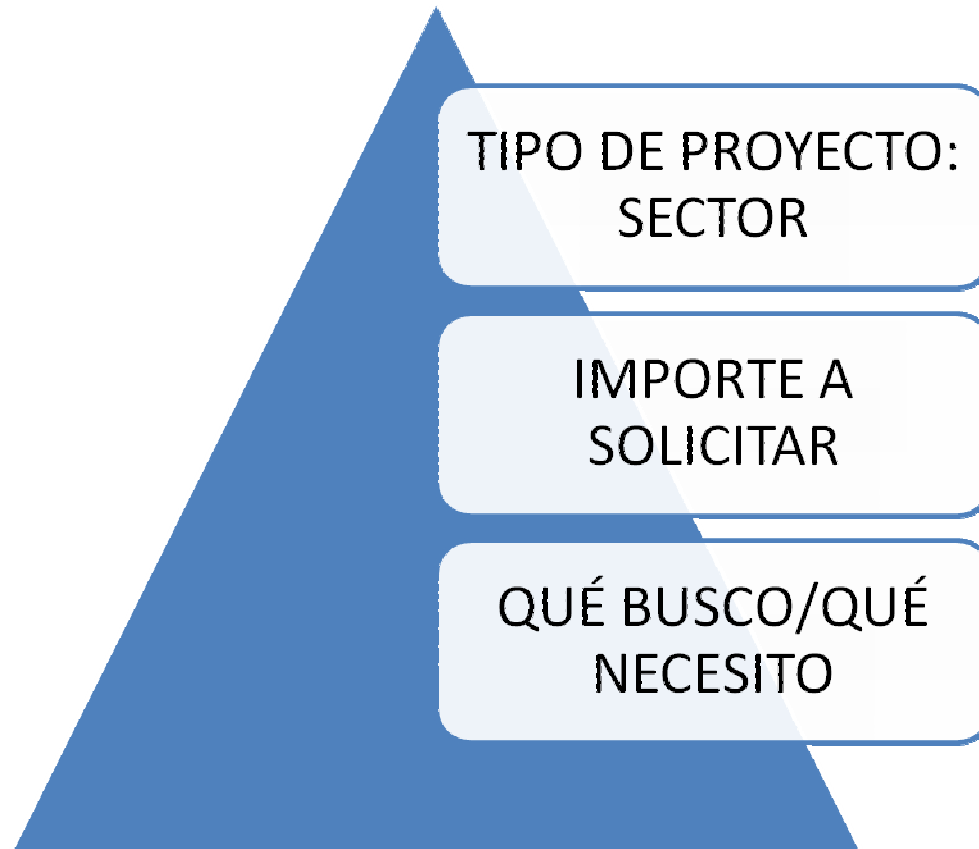 TIPO DE PROYECTO:
SECTOR
IMPORTE A
SOLICITAR
QUÉ BUSCO/QUÉ
NECESITO